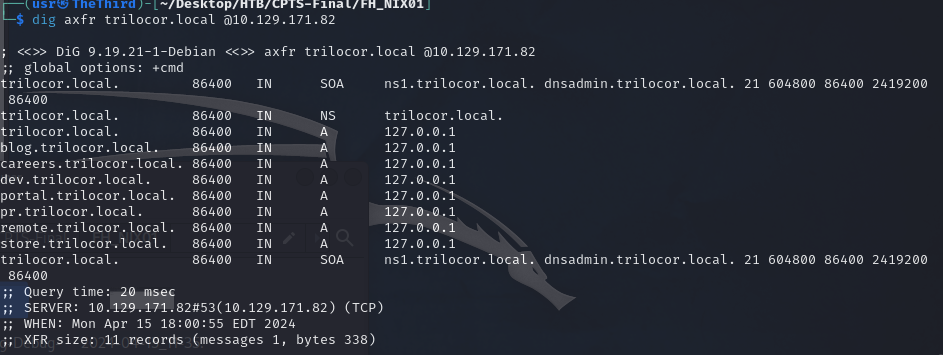 (usr㉿TheThird)-[~/Desktop/HTB/CPTS-Final/FH_NIX01]
$ dig axfr trilocor.local @10.129.171.82
; <<>> DiG 9.19.21-1-Debian <<>> axfr trilocor.local @10.129.171.82
;; global options: +cmd
trilocor.local. 86400 IN SOA ns1.trilocor.local. dnsadmin.trilocor.local. 21 604800 86400 2419200
86400
trilocor.local. 86400 IN NS trilocor.local.
trilocor.local. 86400 IN A 127.0.0.1
blog.trilocor.local. 86400 IN A 127.0.0.1
careers.trilocor.local. 86400 IN A 127.0.0.1
dev.trilocor.local. 86400 IN A 127.0.0.1
portal.trilocor.local. 86400 IN A 127.0.0.1
pr.trilocor.local. 86400 IN A 127.0.0.1
remote.trilocor.local. 86400 IN A 127.0.0.1
store.trilocor.local. 86400 IN A 127.0.0.1
trilocor.local. 86400 IN SOA ns1.trilocor.local. dnsadmin.trilocor.local. 21 604800 86400 2419200
86400
;; Query time: 20 msec
;; SERVER: 10.129.171.82#53(10.129.171.82) (TCP)
;; WHEN: Mon Apr 15 18:00:55 EDT 2024
;; XFR size: 11 records (messages 1, bytes 338)